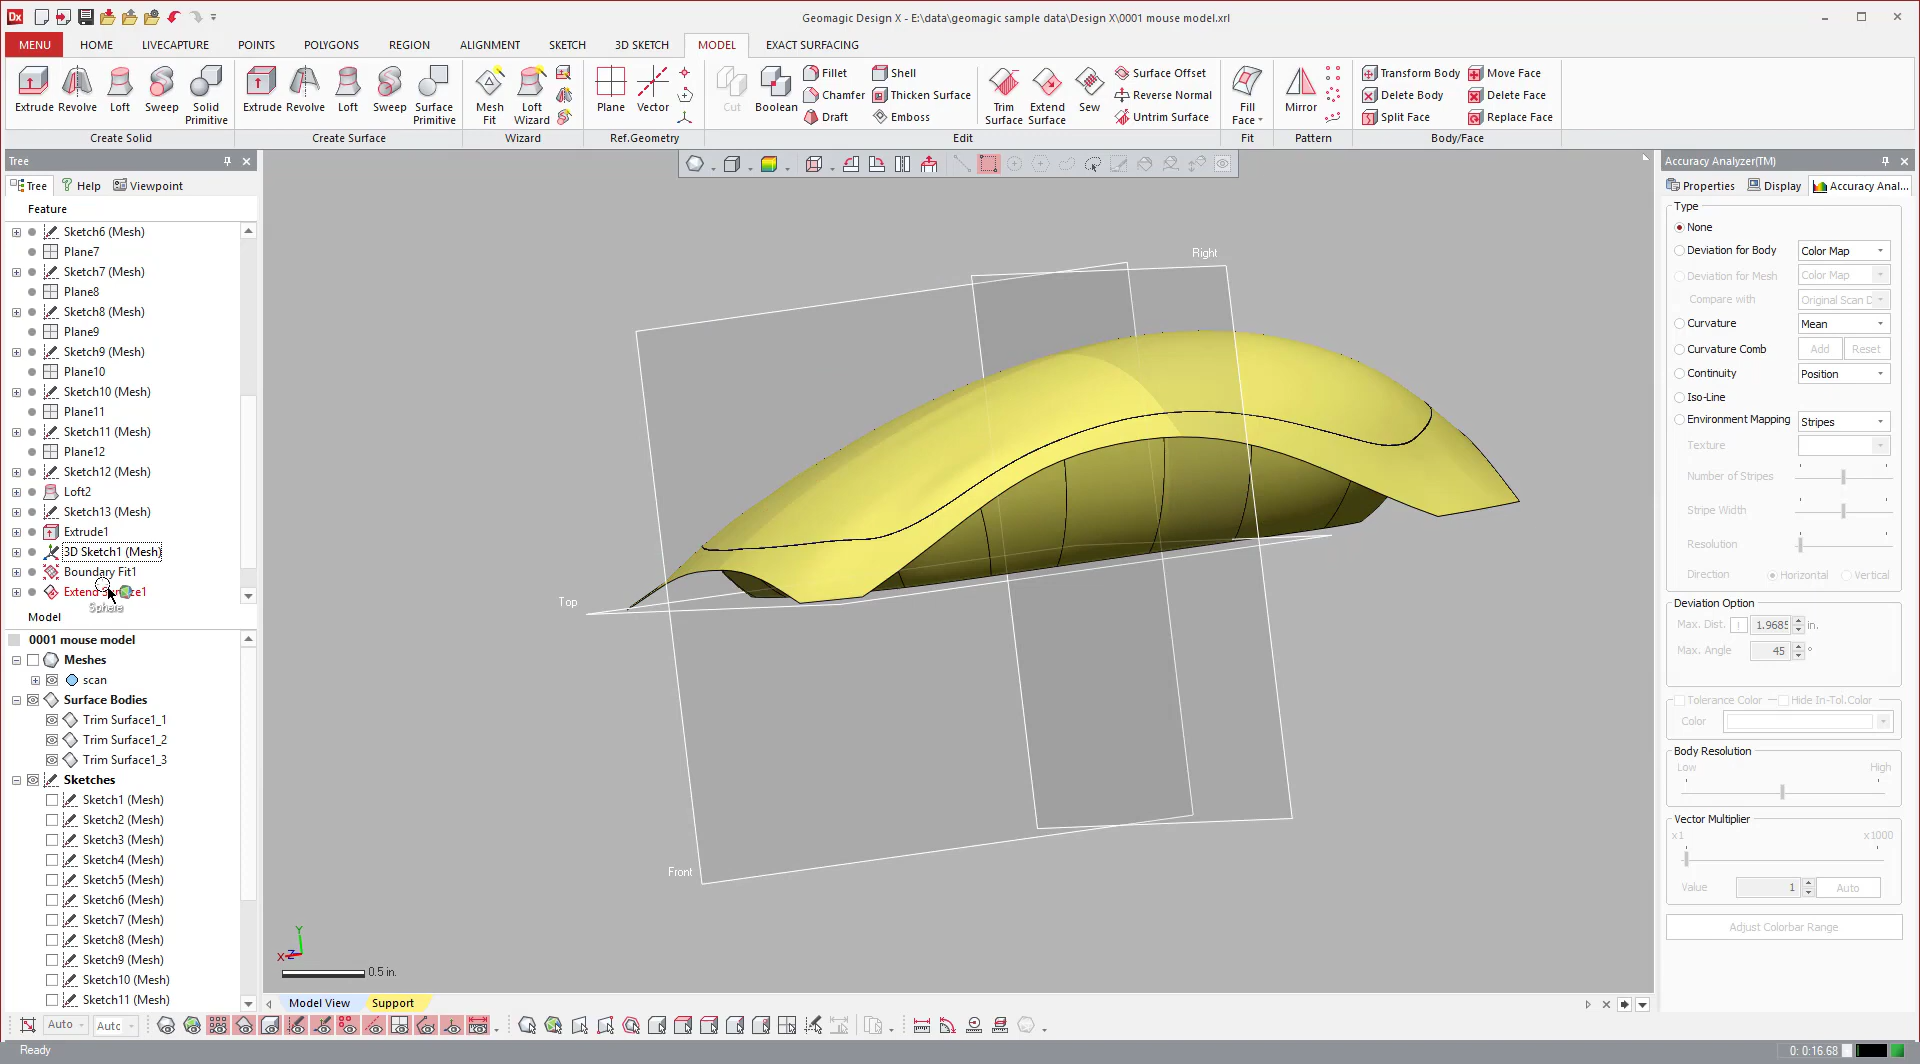 Dx
Geomagic Design X - E:\data\geomagic sample data\Design X\0001 mouse model.xrl
MENU HOME LIVECAPTURE POINTS POLYGONS REGION ALIGNMENT SKETCH 3D SKETCH MODEL EXACT SURFACING
Extrude Revolve Loft Sweep Solid Primitive
Create Solid
Extrude Revolve Loft Sweep Surface Primitive
Create Surface
Mesh Fit Loft Wizard
Wizard
Plane Vector
Ref.Geometry
Cut Boolean
Fillet Shell
Chamfer Thicken Surface
Draft Emboss
Trim Surface Extend Surface Sew
Surface Offset
Reverse Normal
Untrim Surface
Edit
Fill Face
Fit
Mirror
Pattern
Transform Body Move Face
Delete Body Delete Face
Split Face Replace Face
Body/Face
Tree
Tree Help Viewpoint
Feature
Sketch6 (Mesh)
Plane7
Sketch7 (Mesh)
Plane8
Sketch8 (Mesh)
Plane9
Sketch9 (Mesh)
Plane10
Sketch10 (Mesh)
Plane11
Sketch11 (Mesh)
Plane12
Sketch12 (Mesh)
Loft2
Sketch13 (Mesh)
Extrude1
3D Sketch1 (Mesh)
Boundary Fit1
Sphere
Model
0001 mouse model
Meshes
scan
Surface Bodies
Trim Surface1_1
Trim Surface1_2
Trim Surface1_3
Sketches
Sketch1 (Mesh)
Sketch2 (Mesh)
Sketch3 (Mesh)
Sketch4 (Mesh)
Sketch5 (Mesh)
Sketch6 (Mesh)
Sketch7 (Mesh)
Sketch8 (Mesh)
Sketch9 (Mesh)
Sketch10 (Mesh)
Sketch11 (Mesh)
Right
Top
Front
Y
X
Z
0.5 in.
Model View Support
Accuracy Analyzer(TM)
Properties Display Accuracy Anal...
Type
None
Deviation for Body Color Map
Deviation for Mesh Color Map
Compare with Original Scan D
Curvature Mean
Curvature Comb Add Reset
Continuity Position
Iso-Line
Environment Mapping Stripes
Texture
Number of Stripes
Stripe Width
Resolution
Direction Horizontal Vertical
Deviation Option
Max. Dist. 1.9685 in.
Max. Angle 45 °
Tolerance Color Hide In-Tol.Color
Color
Body Resolution
Low High
Vector Multiplier
x1 x1000
Value 1 Auto
Adjust Colorbar Range
Auto Auto
Ready
0: 0:16.68